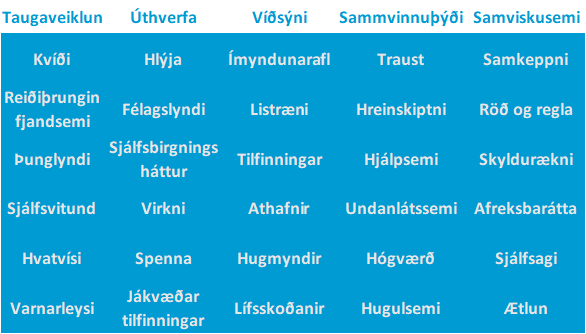 Taugaveiklun Úthverfa Víðsýni Sammvinnuþýði Samviskusemi
Kvíði Hlýja Ímyndunarafl Traust Samkeppni
Reiðiþrungin fjandsemi Félagslyndi Listræni Hreinskiptni Röð og regla
Þunglyndi Sjálfsbirgnings háttur Tilfinningar Hjálpsemi Skyldurækni
Sjálfsvitund Virkni Athafnir Undanlátssemi Afreksbarátta
Hvatvísi Spenna Hugmyndir Hógværð Sjálfsagi
Varnarleysi Jákvæðar tilfinningar Lífsskoðanir Hugulsemi Ætlun